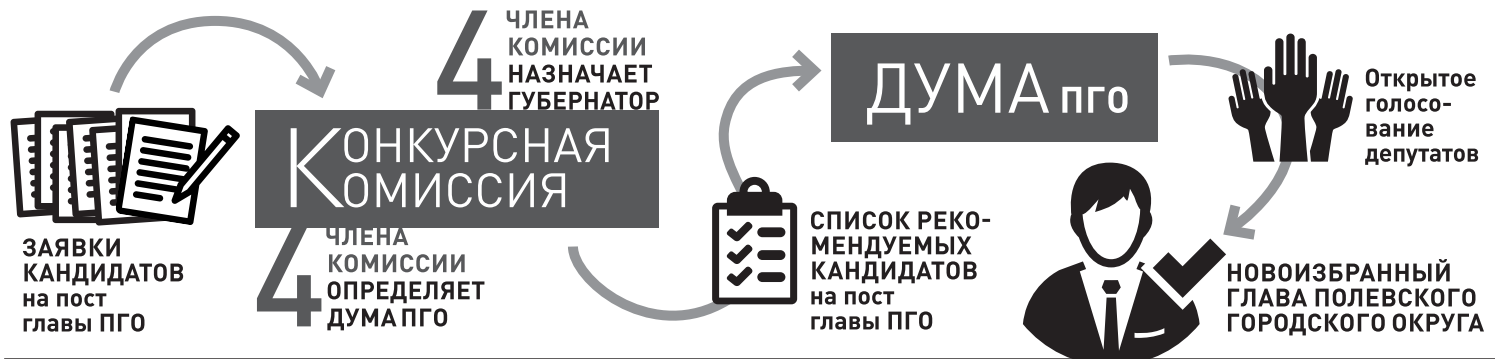 ЗАЯВКИ
КАНДИДАТОВ
на пост
главы ПГО
4 ЧЛЕНА
КОМИССИИ
НАЗНАЧАЕТ
ГУБЕРНАТОР
КОНКУРСНАЯ
КОМИССИЯ
4 ЧЛЕНА
КОМИССИИ
ОПРЕДЕЛЯЕТ
ДУМА ПГО
СПИСОК РЕКО-
МЕНДУЕМЫХ
КАНДИДАТОВ
на пост
главы ПГО
ДУМА ПГО
Открытое
голосо-
вание
депутатов
НОВОИЗБРАННЫЙ
ГЛАВА ПОЛЕВСКОГО
ГОРОДСКОГО ОКРУГА